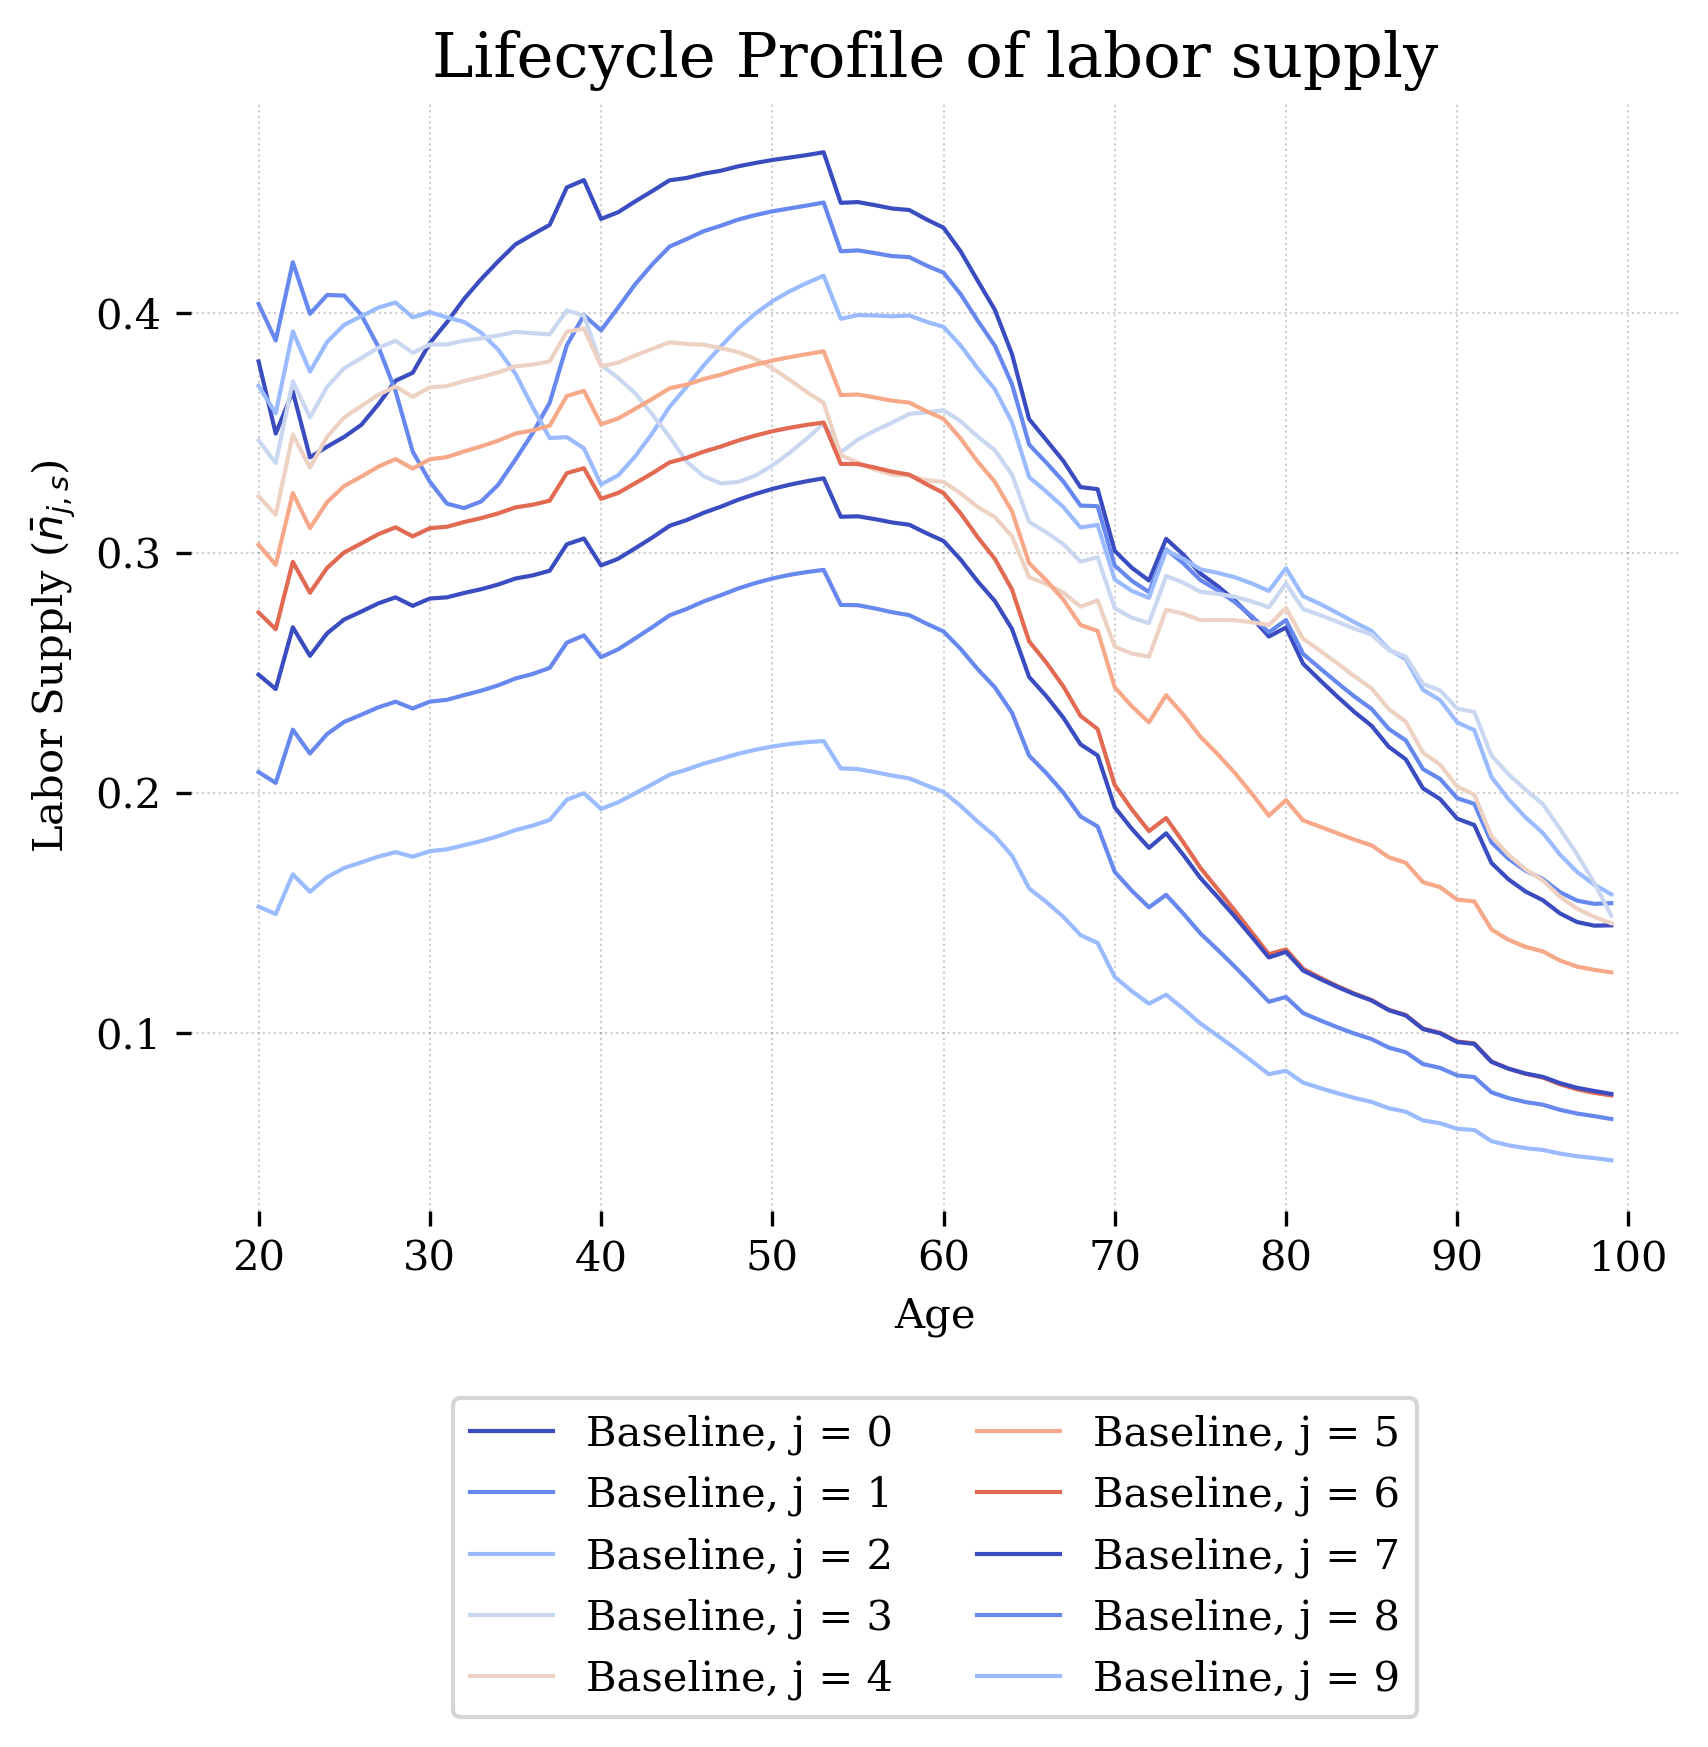 Lifecycle Profile of labor supply
Labor Supply (n̄j,s)
0.4
0.3
0.2
0.1
20 30 40 50 60 70 80 90 100
Age
Baseline, j = 0
Baseline, j = 1
Baseline, j = 2
Baseline, j = 3
Baseline, j = 4
Baseline, j = 5
Baseline, j = 6
Baseline, j = 7
Baseline, j = 8
Baseline, j = 9